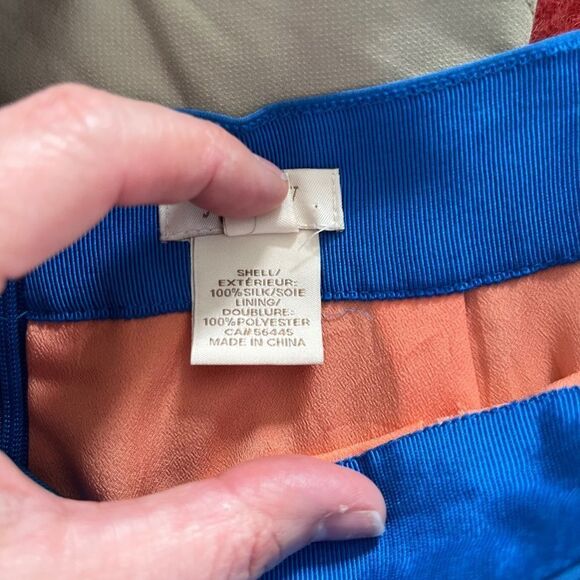 SHELL/
EXTÉRIEUR:
100%SILK/SOIE
LINING/
DOUBLURE:
100%POLYESTER
CA# 56445
MADE IN CHINA